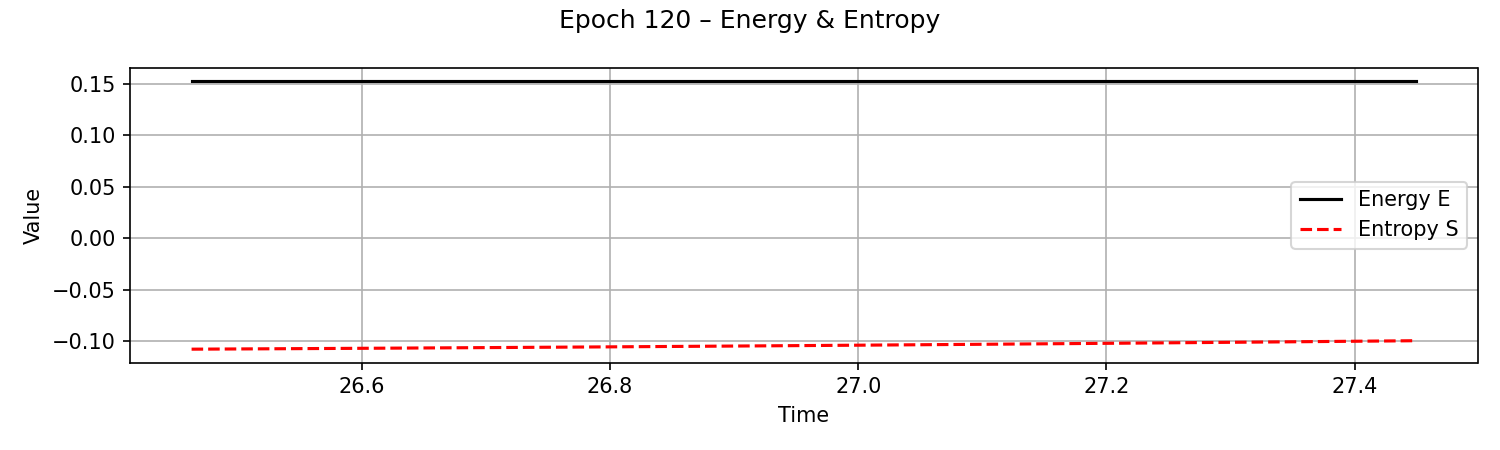 Epoch 120 – Energy & Entropy
Value
0.15
0.10
0.05
0.00
−0.05
−0.10
Energy E
Entropy S
26.6 26.8 27.0 27.2 27.4
Time